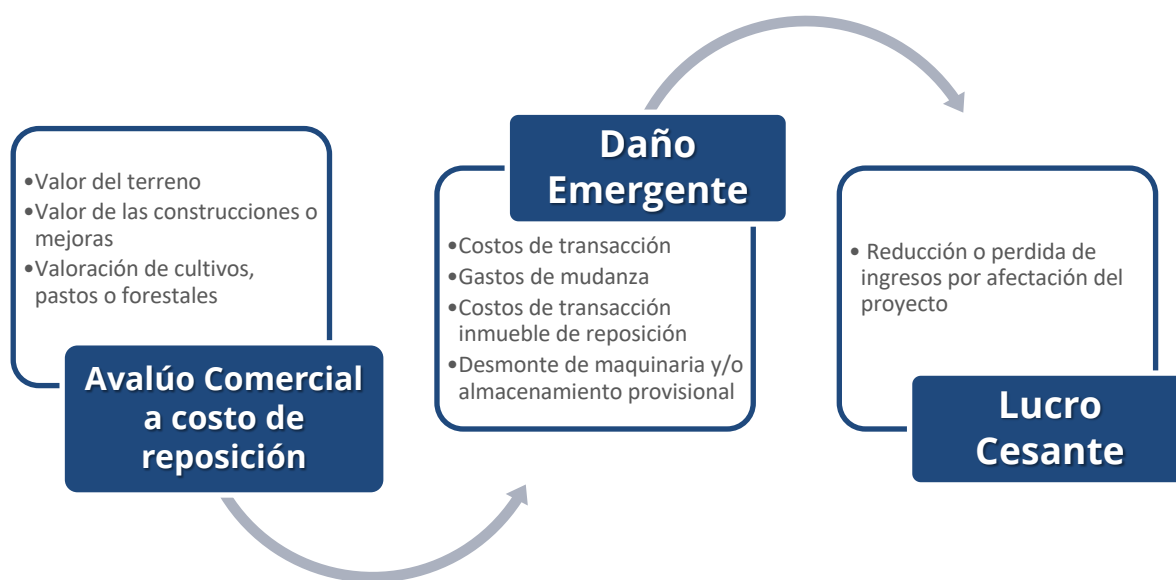 •Valor del terreno
•Valor de las construcciones o
mejoras
•Valoración de cultivos,
pastos o forestales
Avalúo Comercial
a costo de
reposición
Daño
Emergente
•Costos de transacción
•Gastos de mudanza
•Costos de transacción
inmueble de reposición
•Desmonte de maquinaria y/o
almacenamiento provisional
• Reducción o perdida de
ingresos por afectación del
proyecto
Lucro
Cesante